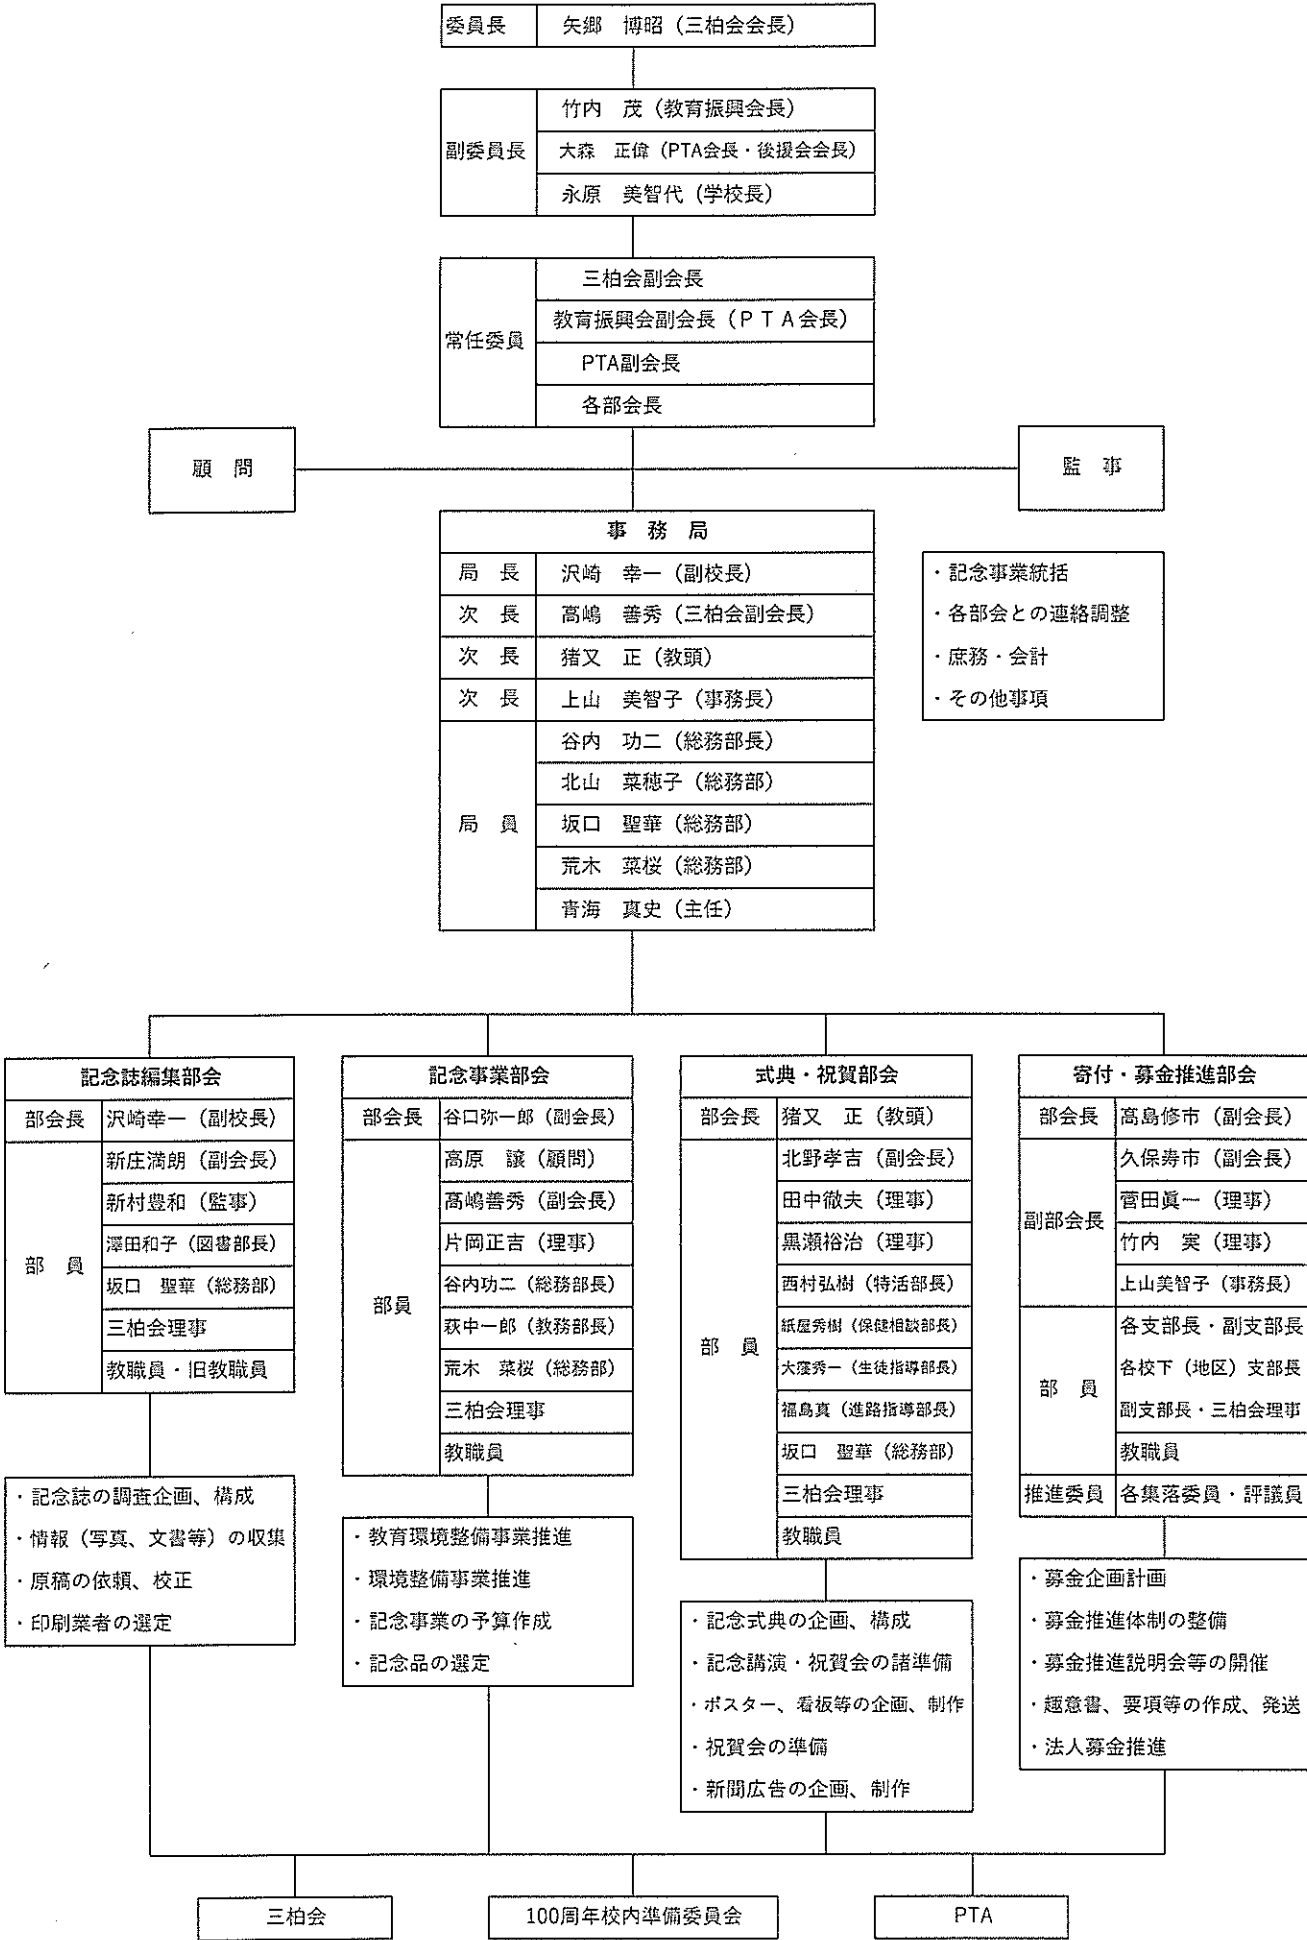 委員長 矢郷 博昭（三柏会会長）
副委員長
竹内 茂（教育振興会長）
大森 正偉（PTA会長・後援会会長）
永原 美智代（学校長）
常任委員
三柏会副会長
教育振興会副会長（ＰＴＡ会長）
PTA副会長
各部会長
顧 問
監 事
事 務 局
局 長 沢崎 幸一（副校長）
次 長 高嶋 善秀（三柏会副会長）
次 長 猪又 正（教頭）
次 長 上山 美智子（事務長）
局 員
谷内 功二（総務部長）
北山 菜穂子（総務部）
坂口 聖華（総務部）
荒木 菜桜（総務部）
青海 真史（主任）
・記念事業統括
・各部会との連絡調整
・庶務・会計
・その他事項
記念誌編集部会
部会長 沢崎幸一（副校長）
部 員
新庄満朗（副会長）
新村豊和（監事）
澤田和子（図書部長）
坂口 聖華（総務部）
三柏会理事
教職員・旧教職員
・記念誌の調査企画、構成
・情報（写真、文書等）の収集
・原稿の依頼、校正
・印刷業者の選定
記念事業部会
部会長 谷口弥一郎（副会長）
部員
高原 譲（顧問）
髙嶋善秀（副会長）
片岡正吉（理事）
谷内功二（総務部長）
萩中一郎（教務部長）
荒木 菜桜（総務部）
三柏会理事
教職員
・教育環境整備事業推進
・環境整備事業推進
・記念事業の予算作成
・記念品の選定
式典・祝賀部会
部会長 猪又 正（教頭）
部 員
北野孝吉（副会長）
田中徹夫（理事）
黒瀬裕治（理事）
西村弘樹（特活部長）
紙屋秀樹（保健相談部長）
大窪秀一（生徒指導部長）
福島真（進路指導部長）
坂口 聖華（総務部）
三柏会理事
教職員
・記念式典の企画、構成
・記念講演・祝賀会の諸準備
・ポスター、看板等の企画、制作
・祝賀会の準備
・新聞広告の企画、制作
寄付・募金推進部会
部会長 髙島修市（副会長）
副部会長
久保寿市（副会長）
菅田眞一（理事）
竹内 実（理事）
上山美智子（事務長）
部 員
各支部長・副支部長
各校下（地区）支部長
副支部長・三柏会理事
教職員
推進委員 各集落委員・評議員
・募金企画計画
・募金推進体制の整備
・募金推進説明会等の開催
・趣意書、要項等の作成、発送
・法人募金推進
三柏会
100周年校内準備委員会
PTA